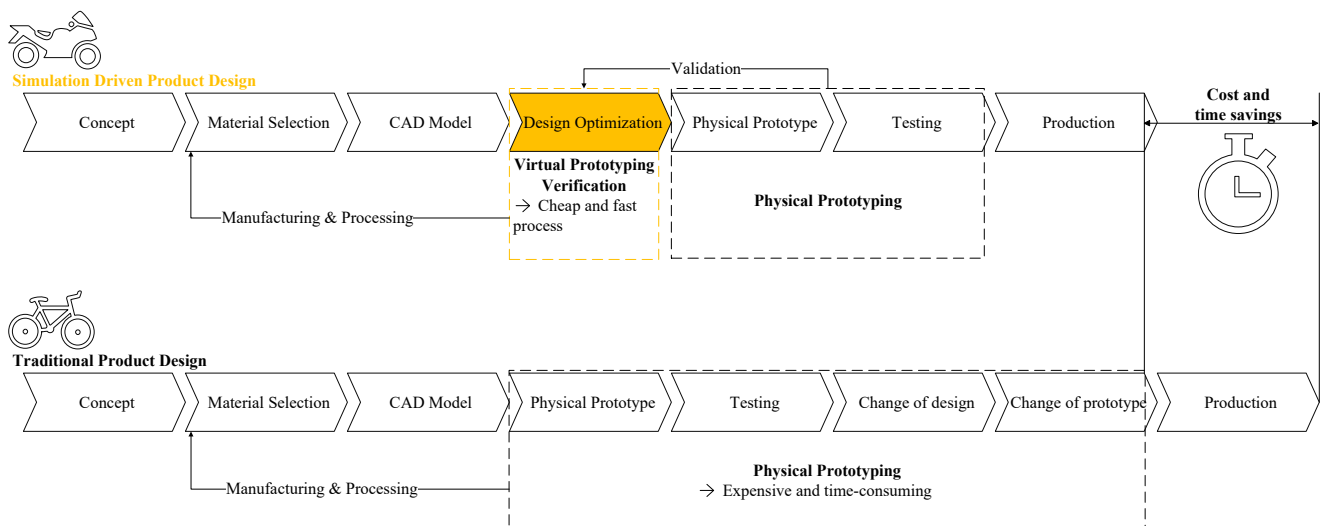 Validation
Simulation Driven Product Design
Concept
Material Selection
CAD Model
Design Optimization
Physical Prototype
Testing
Production
Cost and
time savings
Virtual Prototyping
Verification
→ Cheap and fast
process
Physical Prototyping
Manufacturing & Processing
Traditional Product Design
Concept
Material Selection
CAD Model
Physical Prototype
Testing
Change of design
Change of prototype
Production
Physical Prototyping
→ Expensive and time-consuming
Manufacturing & Processing